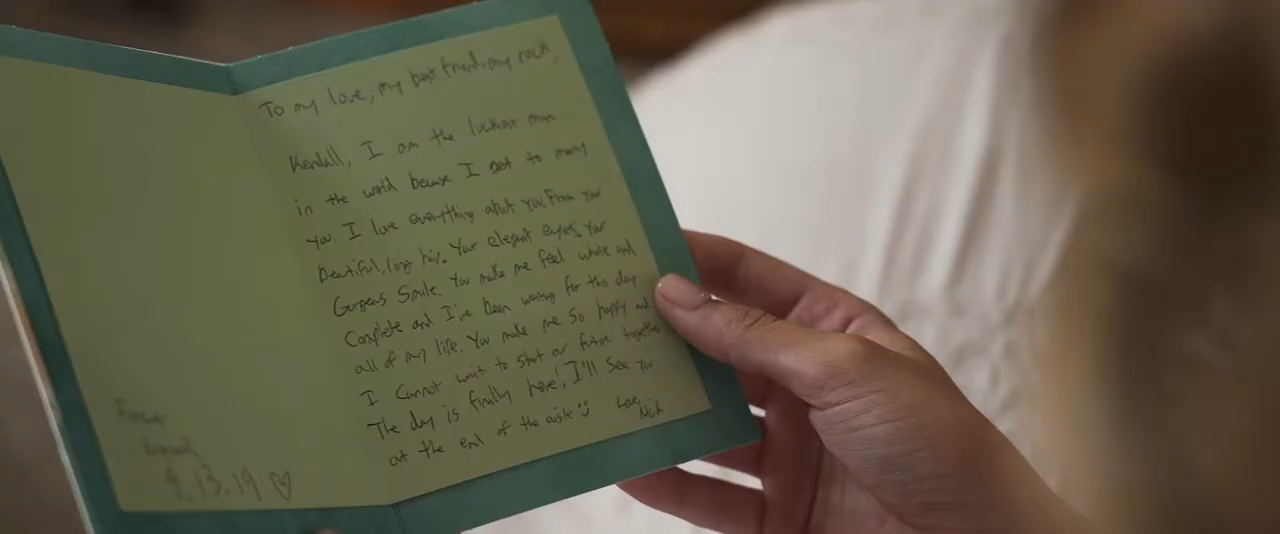 Forever
9.13.19 ♡
To my love, my best friend, my rock,
Kendall, I am the luckiest man
in the world because I get to marry
you. I love everything about you. From your
beautiful, long hair. Your elegant eyes. Your
Gorgeous Smile. You make me feel whole and
Complete and I've been waiting for this day
all of my life. You make me so happy and
I Cannot wait to start our future together
The day is finally here! I'll see you
at the end of the aisle :) Love,
Nick